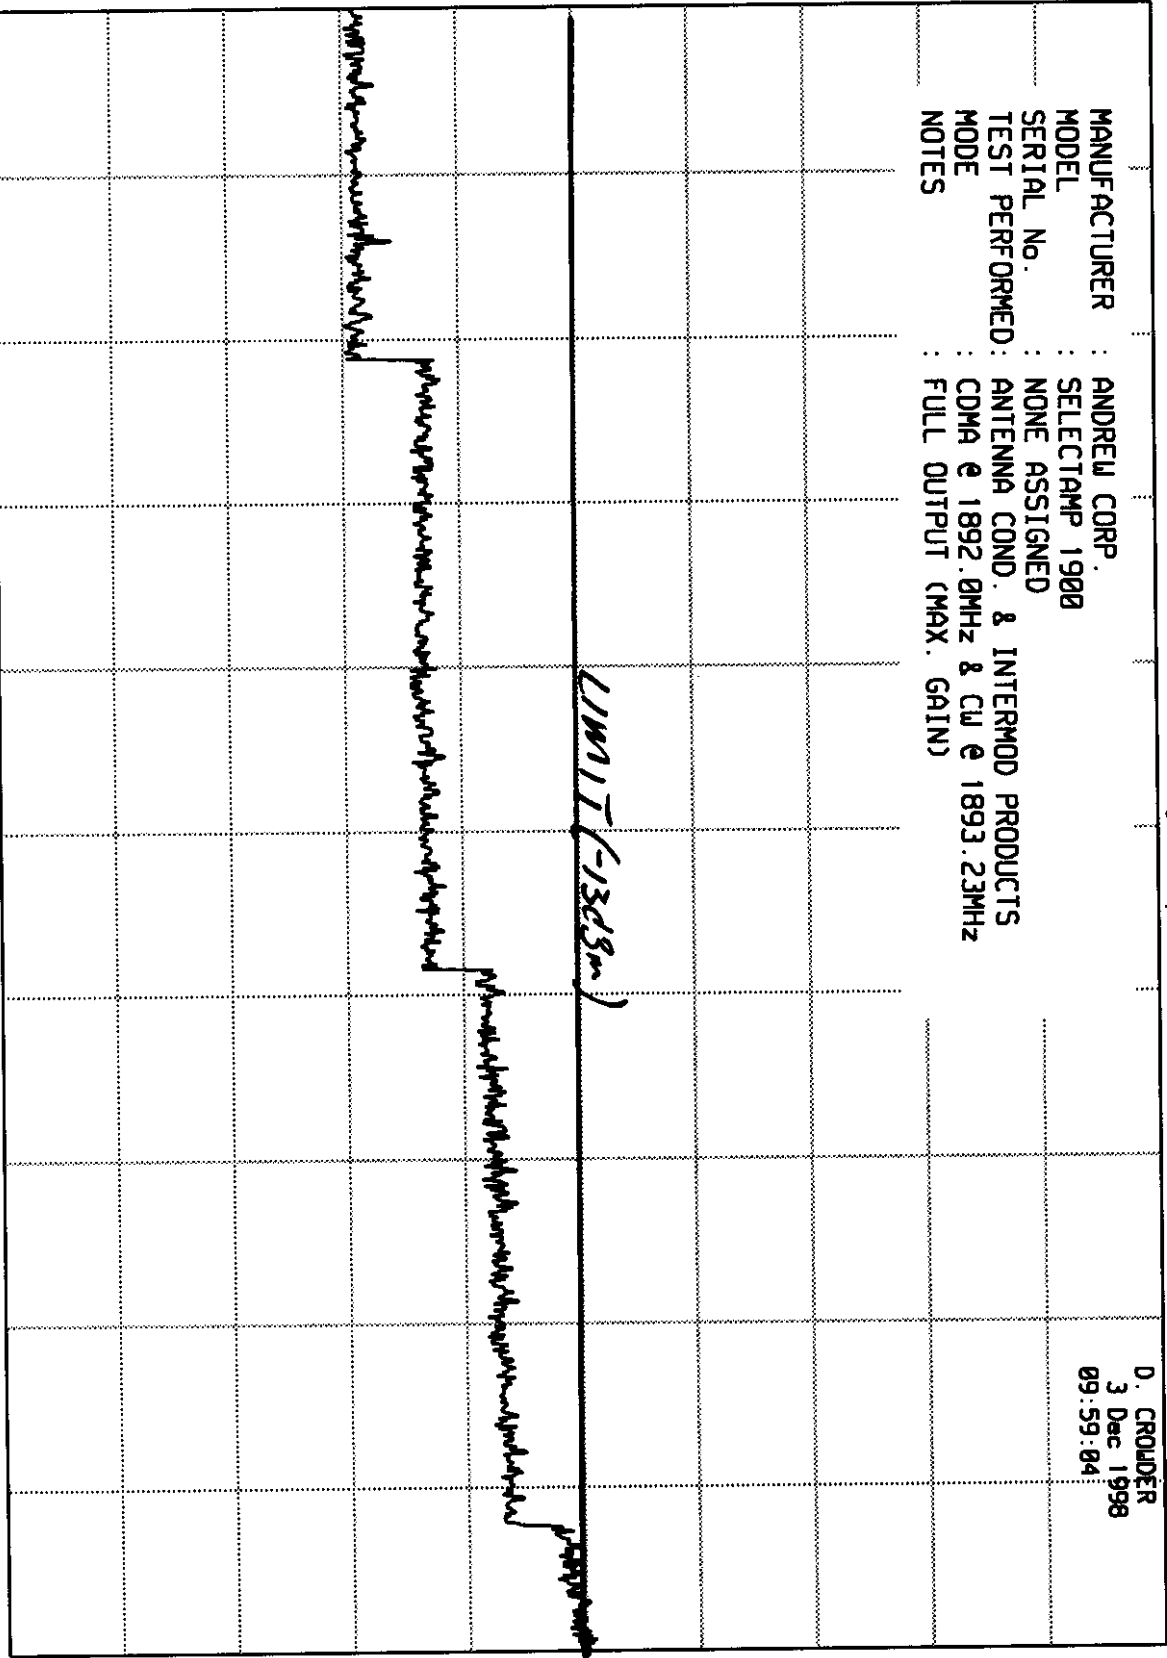 D. CROWDER
3 Dec 1998
09:59:04
MANUFACTURER : ANDREW CORP.
MODEL : SELECTAMP 1900
SERIAL No. : NONE ASSIGNED
TEST PERFORMED: ANTENNA COND. & INTERMOD PRODUCTS
MODE : CDMA @ 1892.0MHz & CW @ 1893.23MHz
NOTES : FULL OUTPUT (MAX. GAIN)
LIMIT (-13dBm)